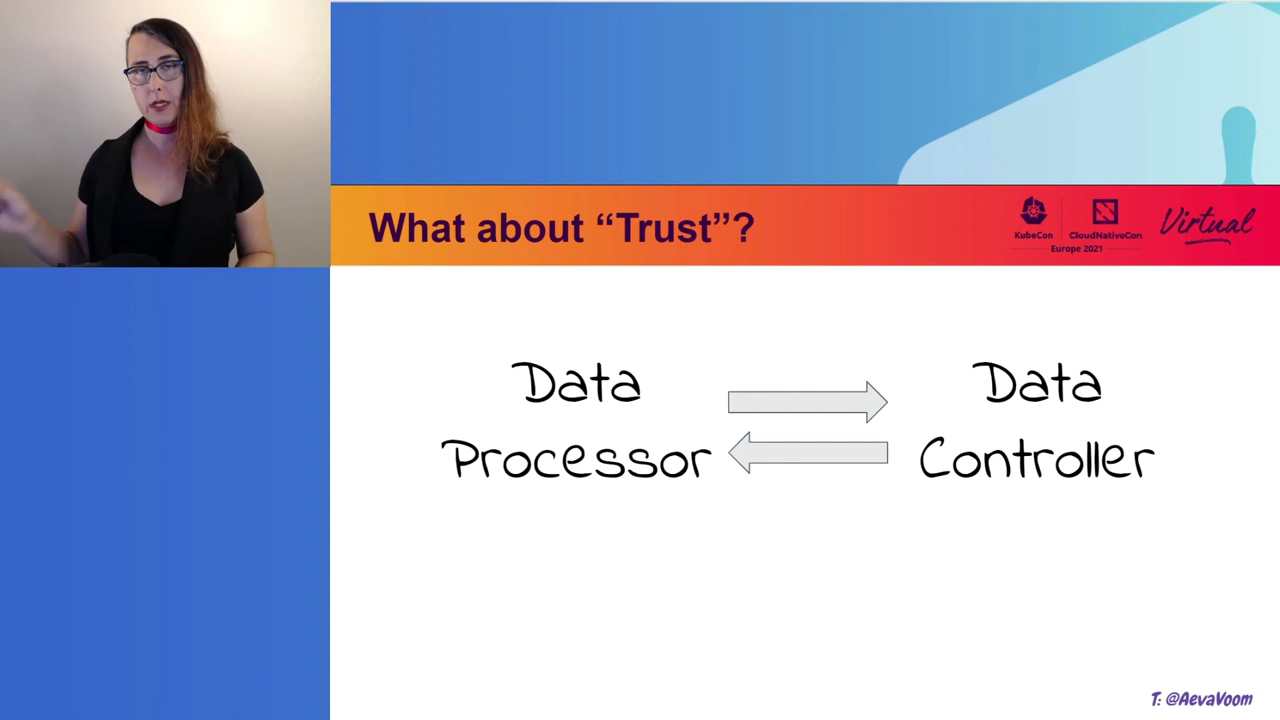 What about “Trust”?
KubeCon
CloudNativeCon
Europe 2021
Virtual
Data
Processor
Data
Controller
T: @AevaVoom